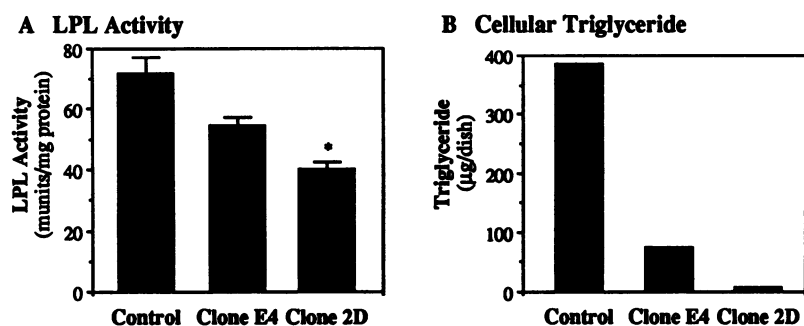 A LPL Activity
LPL Activity
(munits/mg protein)
80
60
40
20
0
*
Control Clone E4 Clone 2D
B Cellular Triglyceride
Triglyceride
(µg/dish)
400
300
200
100
0
Control Clone E4 Clone 2D